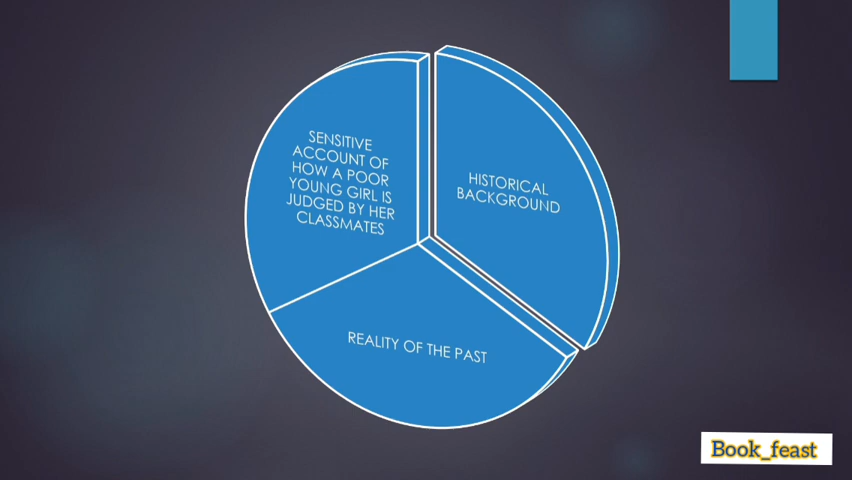 SENSITIVE
ACCOUNT OF
HOW A POOR
YOUNG GIRL IS
JUDGED BY HER
CLASSMATES
HISTORICAL
BACKGROUND
REALITY OF THE PAST
Book_feast